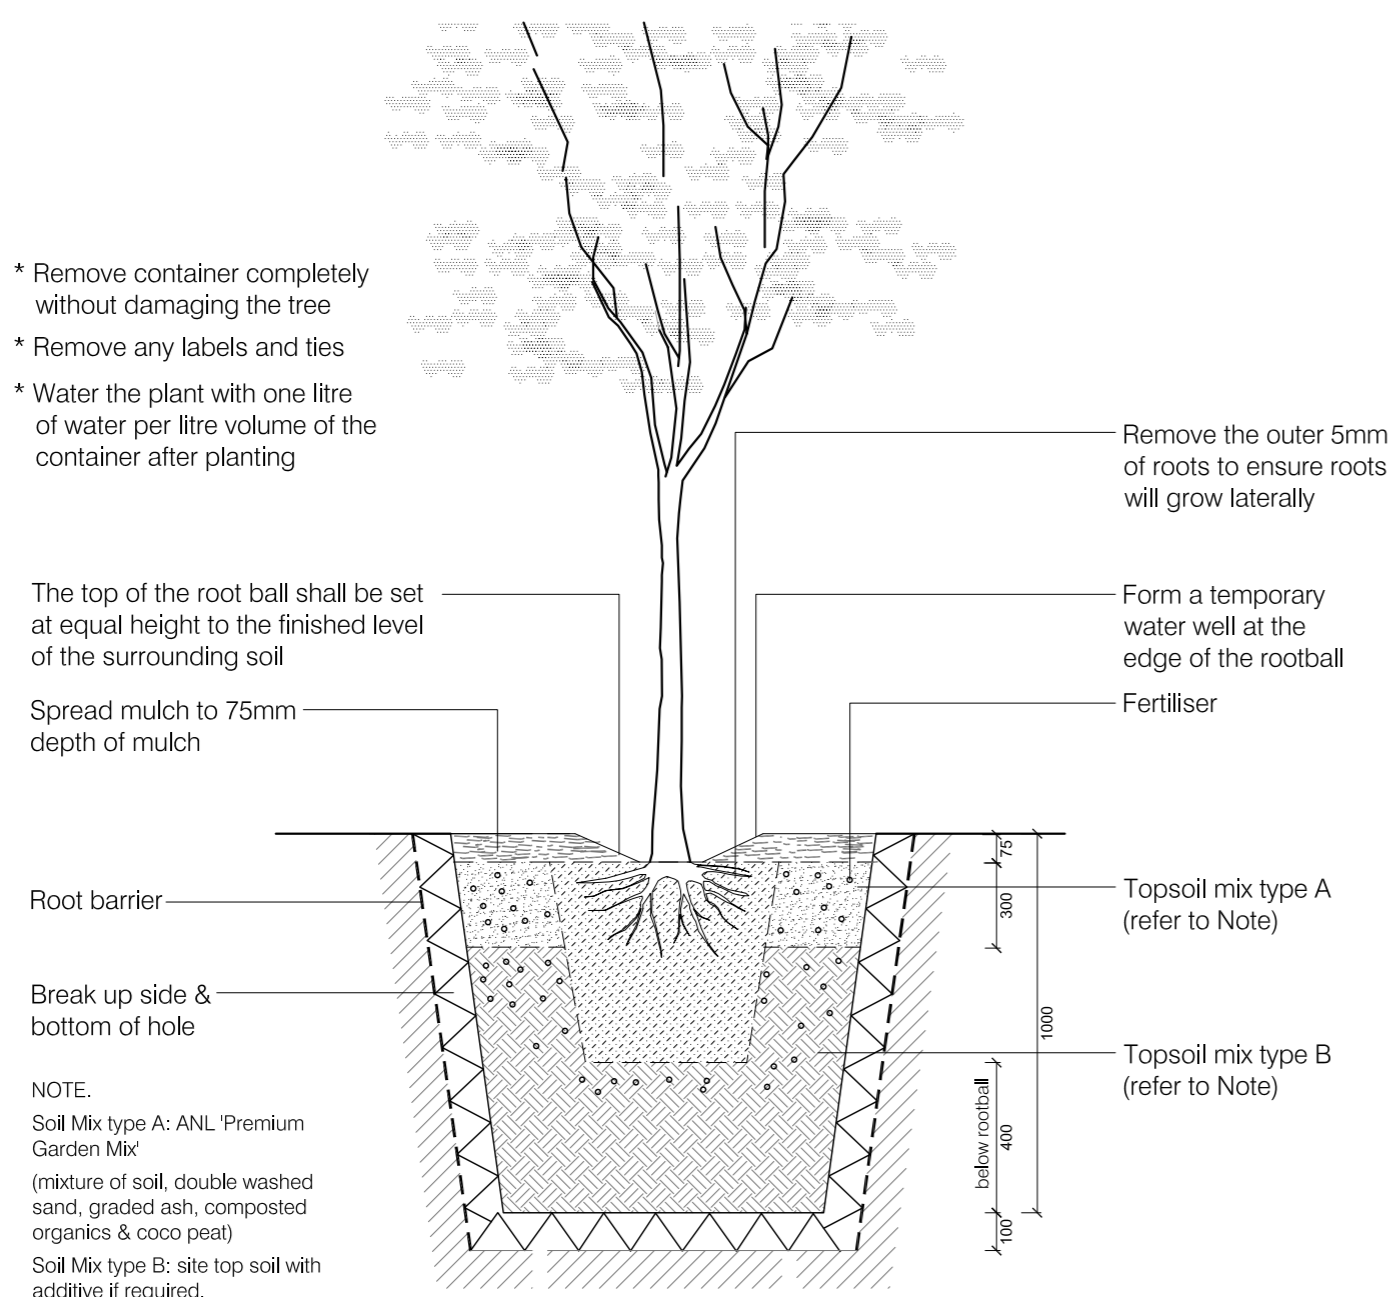 * Remove container completely
without damaging the tree
* Remove any labels and ties
* Water the plant with one litre
of water per litre volume of the
container after planting
The top of the root ball shall be set
at equal height to the finished level
of the surrounding soil
Spread mulch to 75mm
depth of mulch
Root barrier
Break up side &
bottom of hole
NOTE.
Soil Mix type A: ANL 'Premium
Garden Mix'
(mixture of soil, double washed
sand, graded ash, composted
organics & coco peat)
Soil Mix type B: site top soil with
additive if required.
Remove the outer 5mm
of roots to ensure roots
will grow laterally
Form a temporary
water well at the
edge of the rootball
Fertiliser
Topsoil mix type A
(refer to Note)
Topsoil mix type B
(refer to Note)
75
300
1000
below rootball
400
100